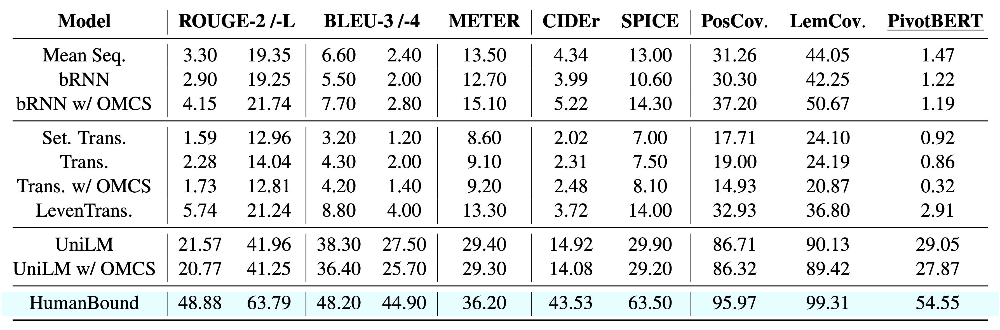 Model ROUGE-2 /-L BLEU-3 /-4 METER CIDEr SPICE PosCov. LemCov. PivotBERT
Mean Seq. 3.30 19.35 6.60 2.40 13.50 4.34 13.00 31.26 44.05 1.47
bRNN 2.90 19.25 5.50 2.00 12.70 3.99 10.60 30.30 42.25 1.22
bRNN w/ OMCS 4.15 21.74 7.70 2.80 15.10 5.22 14.30 37.20 50.67 1.19
Set. Trans. 1.59 12.96 3.20 1.20 8.60 2.02 7.00 17.71 24.10 0.92
Trans. 2.28 14.04 4.30 2.00 9.10 2.31 7.50 19.00 24.19 0.86
Trans. w/ OMCS 1.73 12.81 4.20 1.40 9.20 2.48 8.10 14.93 20.87 0.32
LevenTrans. 5.74 21.24 8.80 4.00 13.30 3.72 14.00 32.93 36.80 2.91
UniLM 21.57 41.96 38.30 27.50 29.40 14.92 29.90 86.71 90.13 29.05
UniLM w/ OMCS 20.77 41.25 36.40 25.70 29.30 14.08 29.20 86.32 89.42 27.87
HumanBound 48.88 63.79 48.20 44.90 36.20 43.53 63.50 95.97 99.31 54.55